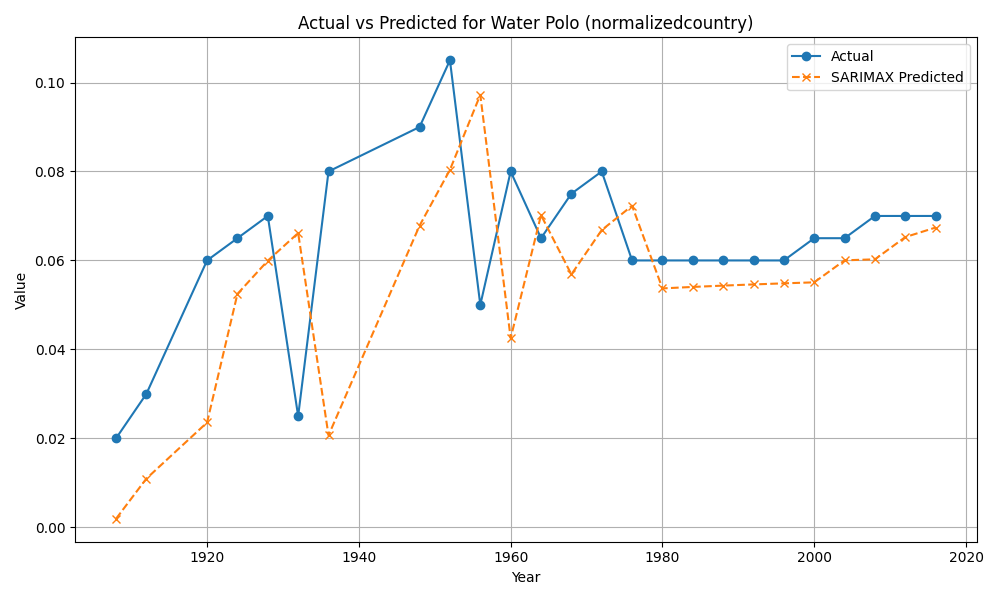 Actual vs Predicted for Water Polo (normalizedcountry)
Actual
SARIMAX Predicted
0.10
0.08
0.06
0.04
0.02
0.00
Value
1920 1940 1960 1980 2000 2020
Year